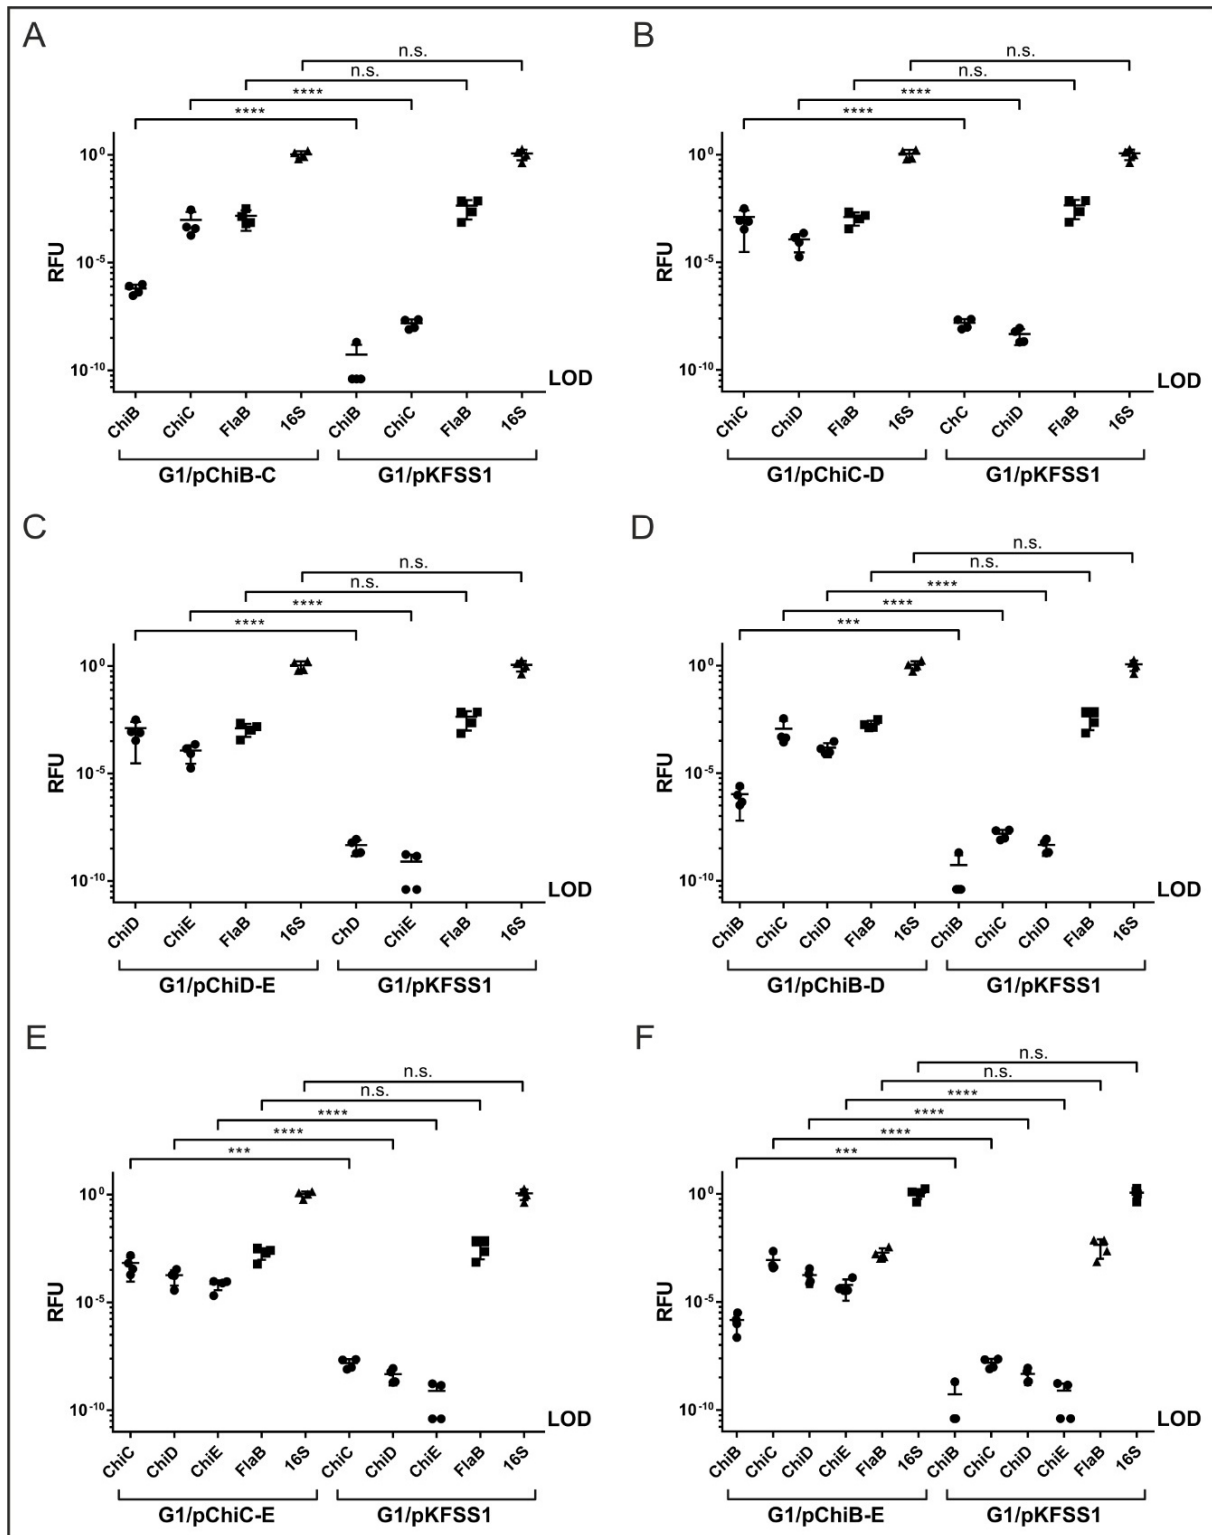 A
n.s.
n.s.
****
****
RFU
10^0
10^-5
10^-10
LOD
ChiB ChiC FlaB 16S ChiB ChiC FlaB 16S
G1/pChiB-C G1/pKFSS1
B
n.s.
n.s.
****
****
RFU
10^0
10^-5
10^-10
LOD
ChiC ChiD FlaB 16S ChC ChiD FlaB 16S
G1/pChiC-D G1/pKFSS1
C
n.s.
n.s.
****
****
RFU
10^0
10^-5
10^-10
LOD
ChiD ChiE FlaB 16S ChD ChiE FlaB 16S
G1/pChiD-E G1/pKFSS1
D
n.s.
n.s.
****
****
***
RFU
10^0
10^-5
10^-10
LOD
ChiB ChiC ChiD FlaB 16S ChiB ChiC ChiD FlaB 16S
G1/pChiB-D G1/pKFSS1
E
n.s.
n.s.
****
****
***
RFU
10^0
10^-5
10^-10
LOD
ChiC ChiD ChiE FlaB 16S ChiC ChiD ChiE FlaB 16S
G1/pChiC-E G1/pKFSS1
F
n.s.
n.s.
****
****
****
***
RFU
10^0
10^-5
10^-10
LOD
ChiB ChiC ChiD ChiE FlaB 16S ChiB ChiC ChiD ChiE FlaB 16S
G1/pChiB-E G1/pKFSS1